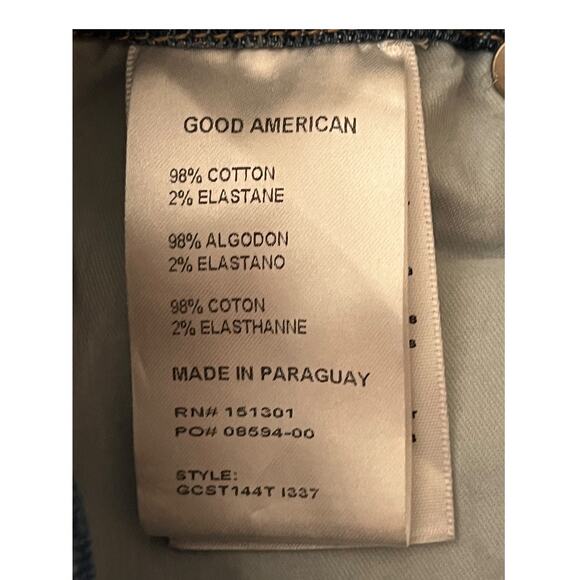 GOOD AMERICAN
98% COTTON
2% ELASTANE
98% ALGODON
2% ELASTANO
98% COTON
2% ELASTHANNE
MADE IN PARAGUAY
RN# 151301
PO# 08594-00
STYLE:
GCST144T I337